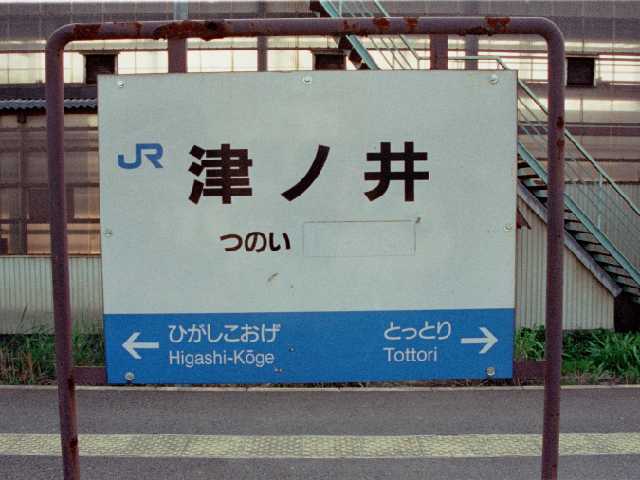 JR 津ノ井
つのい
← ひがしこおげ
Higashi-Kōge
とっとり →
Tottori